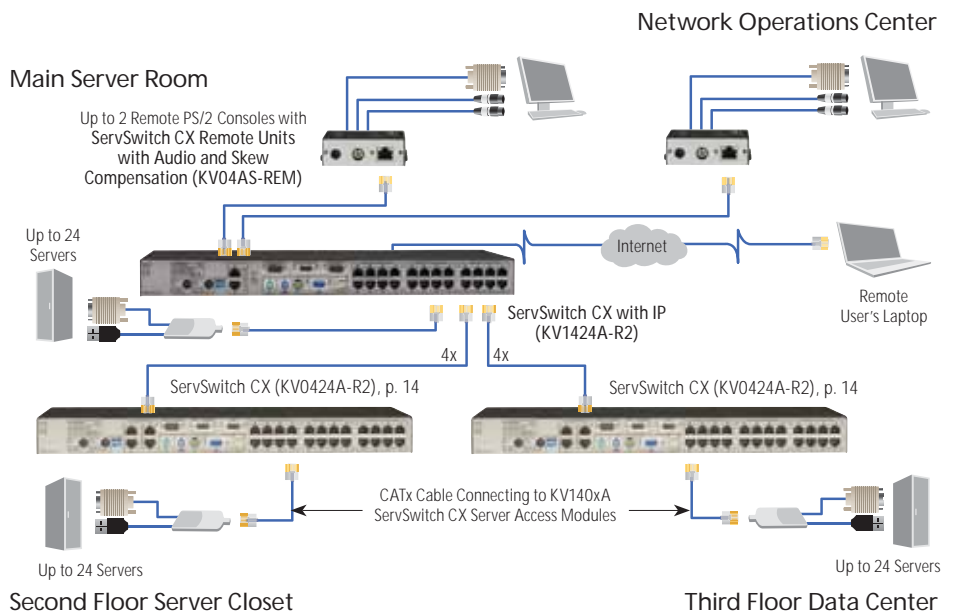 Network Operations Center
Main Server Room
Up to 2 Remote PS/2 Consoles with
ServSwitch CX Remote Units
with Audio and Skew
Compensation (KV04AS-REM)
Up to 24
Servers
Internet
Remote
User's Laptop
ServSwitch CX with IP
(KV1424A-R2)
4x
4x
ServSwitch CX (KV0424A-R2), p. 14
ServSwitch CX (KV0424A-R2), p. 14
CATx Cable Connecting to KV140xA
ServSwitch CX Server Access Modules
Up to 24 Servers
Up to 24 Servers
Second Floor Server Closet
Third Floor Data Center